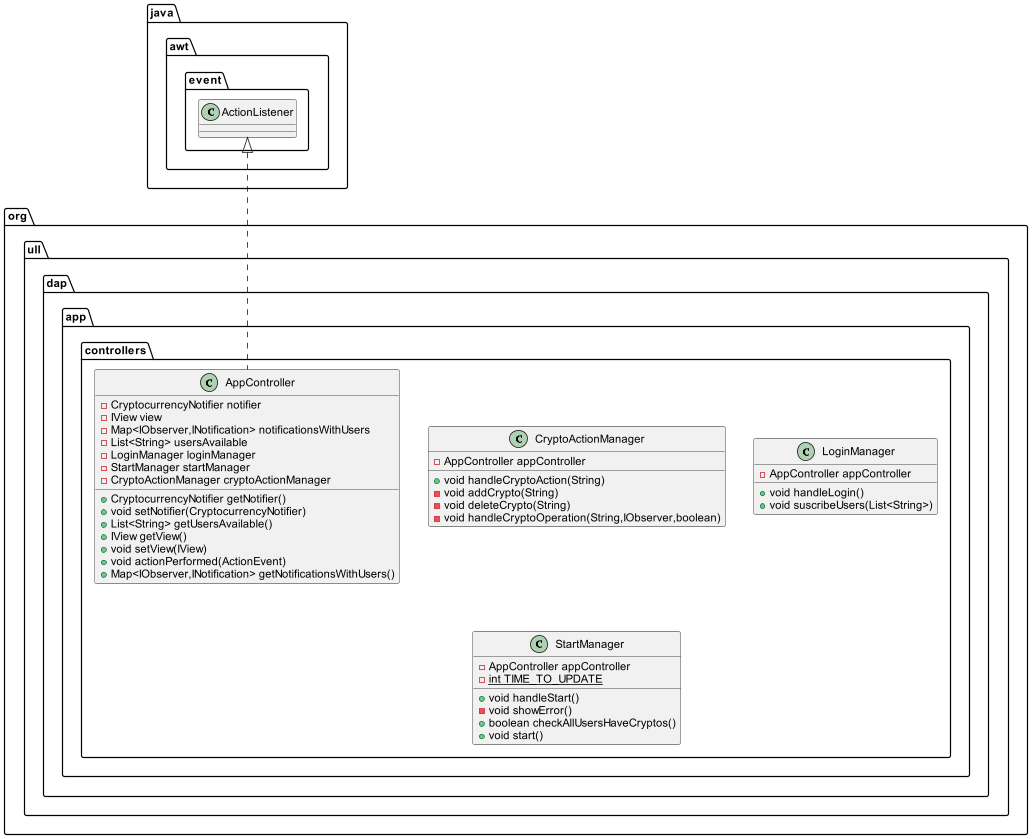 java
awt
event
C ActionListener
org
ull
dap
app
controllers
C AppController
CryptocurrencyNotifier notifier
IView view
Map<IObserver,INotification> notificationsWithUsers
List<String> usersAvailable
LoginManager loginManager
StartManager startManager
CryptoActionManager cryptoActionManager
CryptocurrencyNotifier getNotifier()
void setNotifier(CryptocurrencyNotifier)
List<String> getUsersAvailable()
IView getView()
void setView(IView)
void actionPerformed(ActionEvent)
Map<IObserver,INotification> getNotificationsWithUsers()
C CryptoActionManager
AppController appController
void handleCryptoAction(String)
void addCrypto(String)
void deleteCrypto(String)
void handleCryptoOperation(String,IObserver,boolean)
C LoginManager
AppController appController
void handleLogin()
void suscribeUsers(List<String>)
C StartManager
AppController appController
int TIME_TO_UPDATE
void handleStart()
void showError()
boolean checkAllUsersHaveCryptos()
void start()